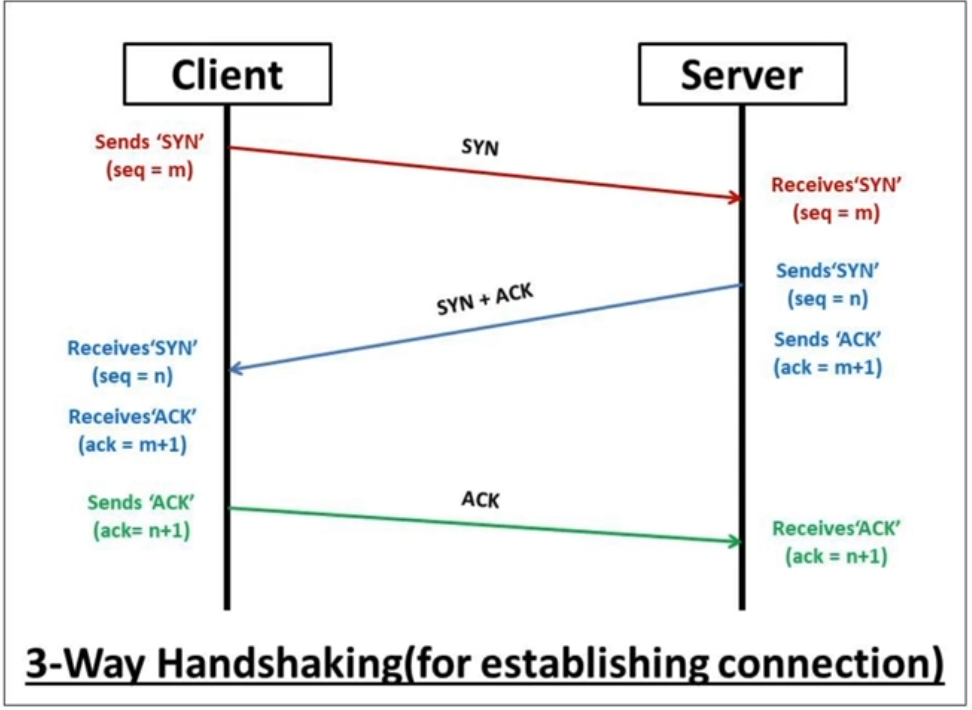 Client
Server
Sends ‘SYN’
(seq = m)
SYN
Receives‘SYN’
(seq = m)
Sends‘SYN’
(seq = n)
SYN + ACK
Sends ‘ACK’
(ack = m+1)
Receives‘SYN’
(seq = n)
Receives‘ACK’
(ack = m+1)
Sends ‘ACK’
(ack= n+1)
ACK
Receives‘ACK’
(ack = n+1)
3-Way Handshaking(for establishing connection)